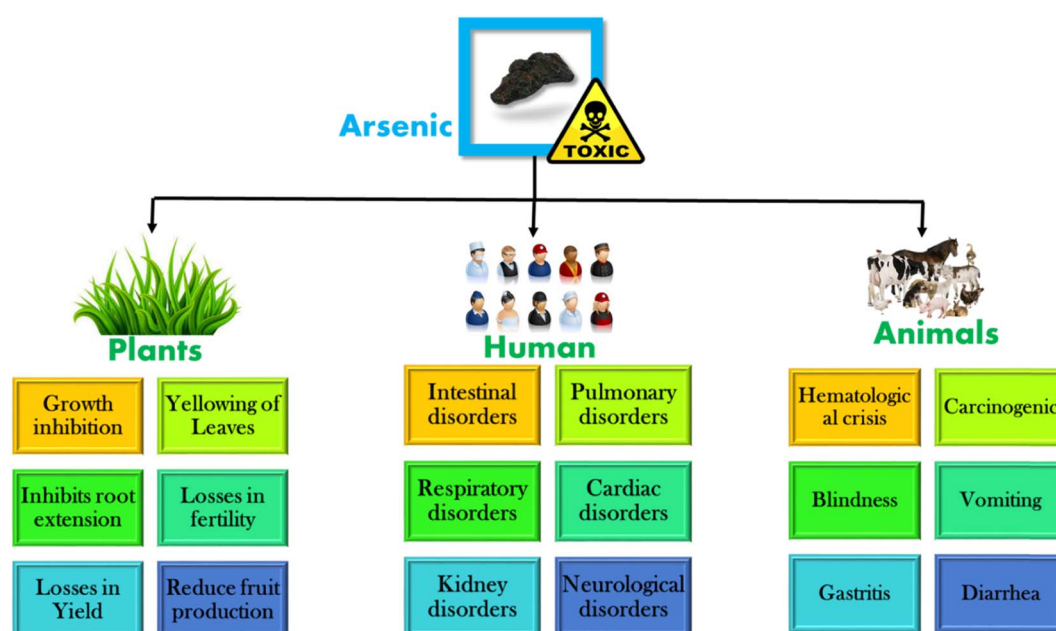 Arsenic
TOXIC
Plants
Growth
inhibition
Yellowing of
Leaves
Inhibits root
extension
Losses in
fertility
Losses in
Yield
Reduce fruit
production
Human
Intestinal
disorders
Pulmonary
disorders
Respiratory
disorders
Cardiac
disorders
Kidney
disorders
Neurological
disorders
Animals
Hematologic
al crisis
Carcinogenic
Blindness
Vomiting
Gastritis
Diarrhea